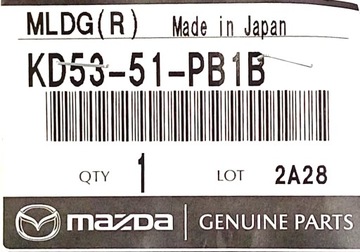 MLDG(R) Made in Japan
KD53-51-PB1B
QTY 1 LOT 2A28
mazda GENUINE PARTS